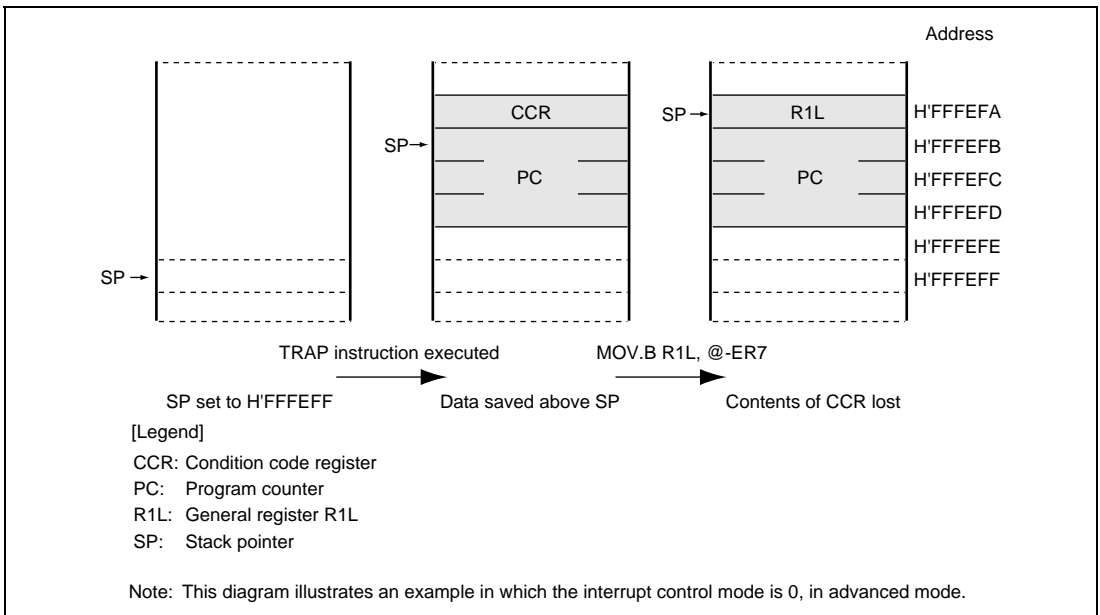 Address
CCR
SP
R1L
H'FFFEFA
SP
H'FFFEFB
PC
PC
H'FFFEFC
H'FFFEFD
H'FFFEFE
SP
H'FFFEFF
TRAP instruction executed
MOV.B R1L, @-ER7
SP set to H'FFFEFF
Data saved above SP
Contents of CCR lost
[Legend]
CCR: Condition code register
PC: Program counter
R1L: General register R1L
SP: Stack pointer
Note: This diagram illustrates an example in which the interrupt control mode is 0, in advanced mode.